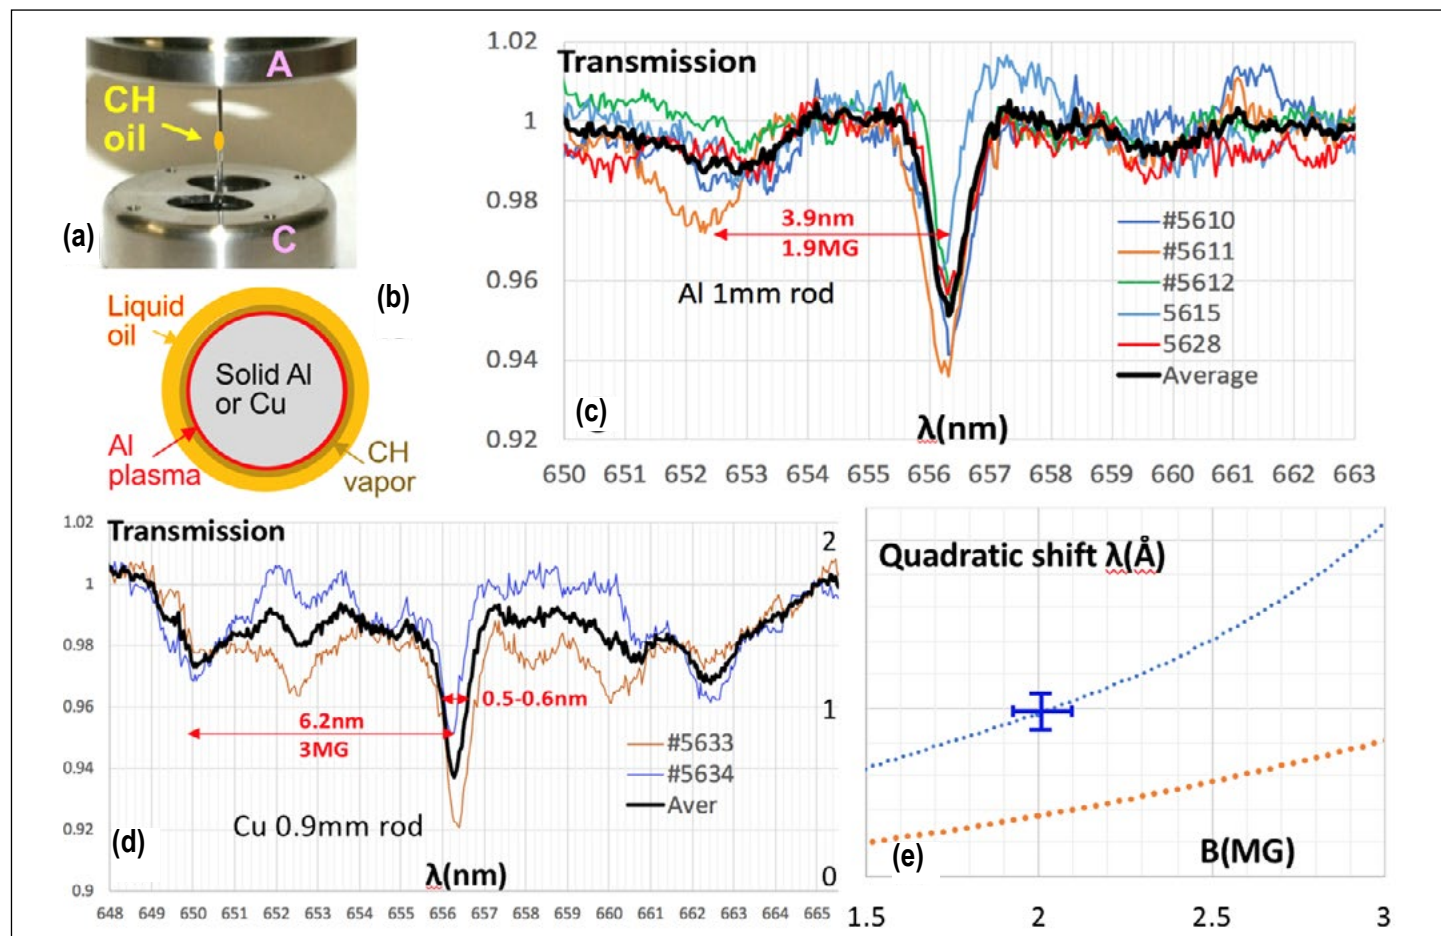 A
CH
oil
(a)
C
(b)
Liquid
oil
Solid Al
or Cu
Al
plasma
CH
vapor
1.02
Transmission
1
0.98
3.9nm
1.9MG
0.96
Al 1mm rod
0.94
(c)
0.92
λ(nm)
#5610
#5611
#5612
5615
5628
Average
650 651 652 653 654 655 656 657 658 659 660 661 662 663
1.02
Transmission
1
0.98
0.96
0.5-0.6nm
6.2nm
3MG
0.94
#5633
#5634
Aver
0.92
Cu 0.9mm rod
(d)
λ(nm)
0.9
648 649 650 651 652 653 654 655 656 657 658 659 660 661 662 663 664 665
2
Quadratic shift λ(Å)
1
0
(e)
B(MG)
1.5 2 2.5 3